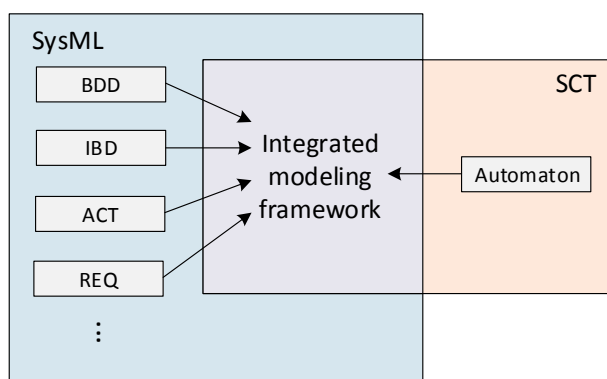 SysML
BDD
IBD
ACT
REQ
⋮
Integrated
modeling
framework
SCT
Automaton